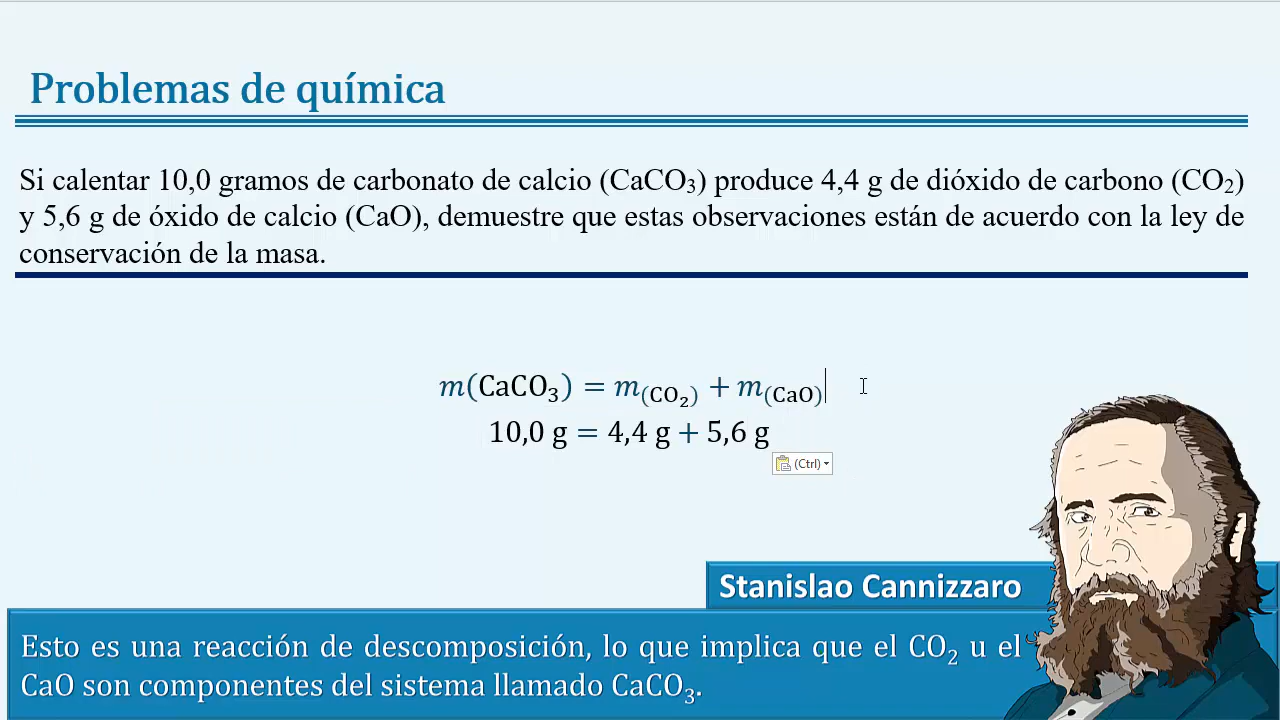 Problemas de química
Si calentar 10,0 gramos de carbonato de calcio (CaCO₃) produce 4,4 g de dióxido de carbono (CO₂)
y 5,6 g de óxido de calcio (CaO), demuestre que estas observaciones están de acuerdo con la ley de
conservación de la masa.
m(CaCO₃) = m(CO₂) + m(CaO)
10,0 g = 4,4 g + 5,6 g
(Ctrl)
Stanislao Cannizzaro
Esto es una reacción de descomposición, lo que implica que el CO₂ u el
CaO son componentes del sistema llamado CaCO₃.